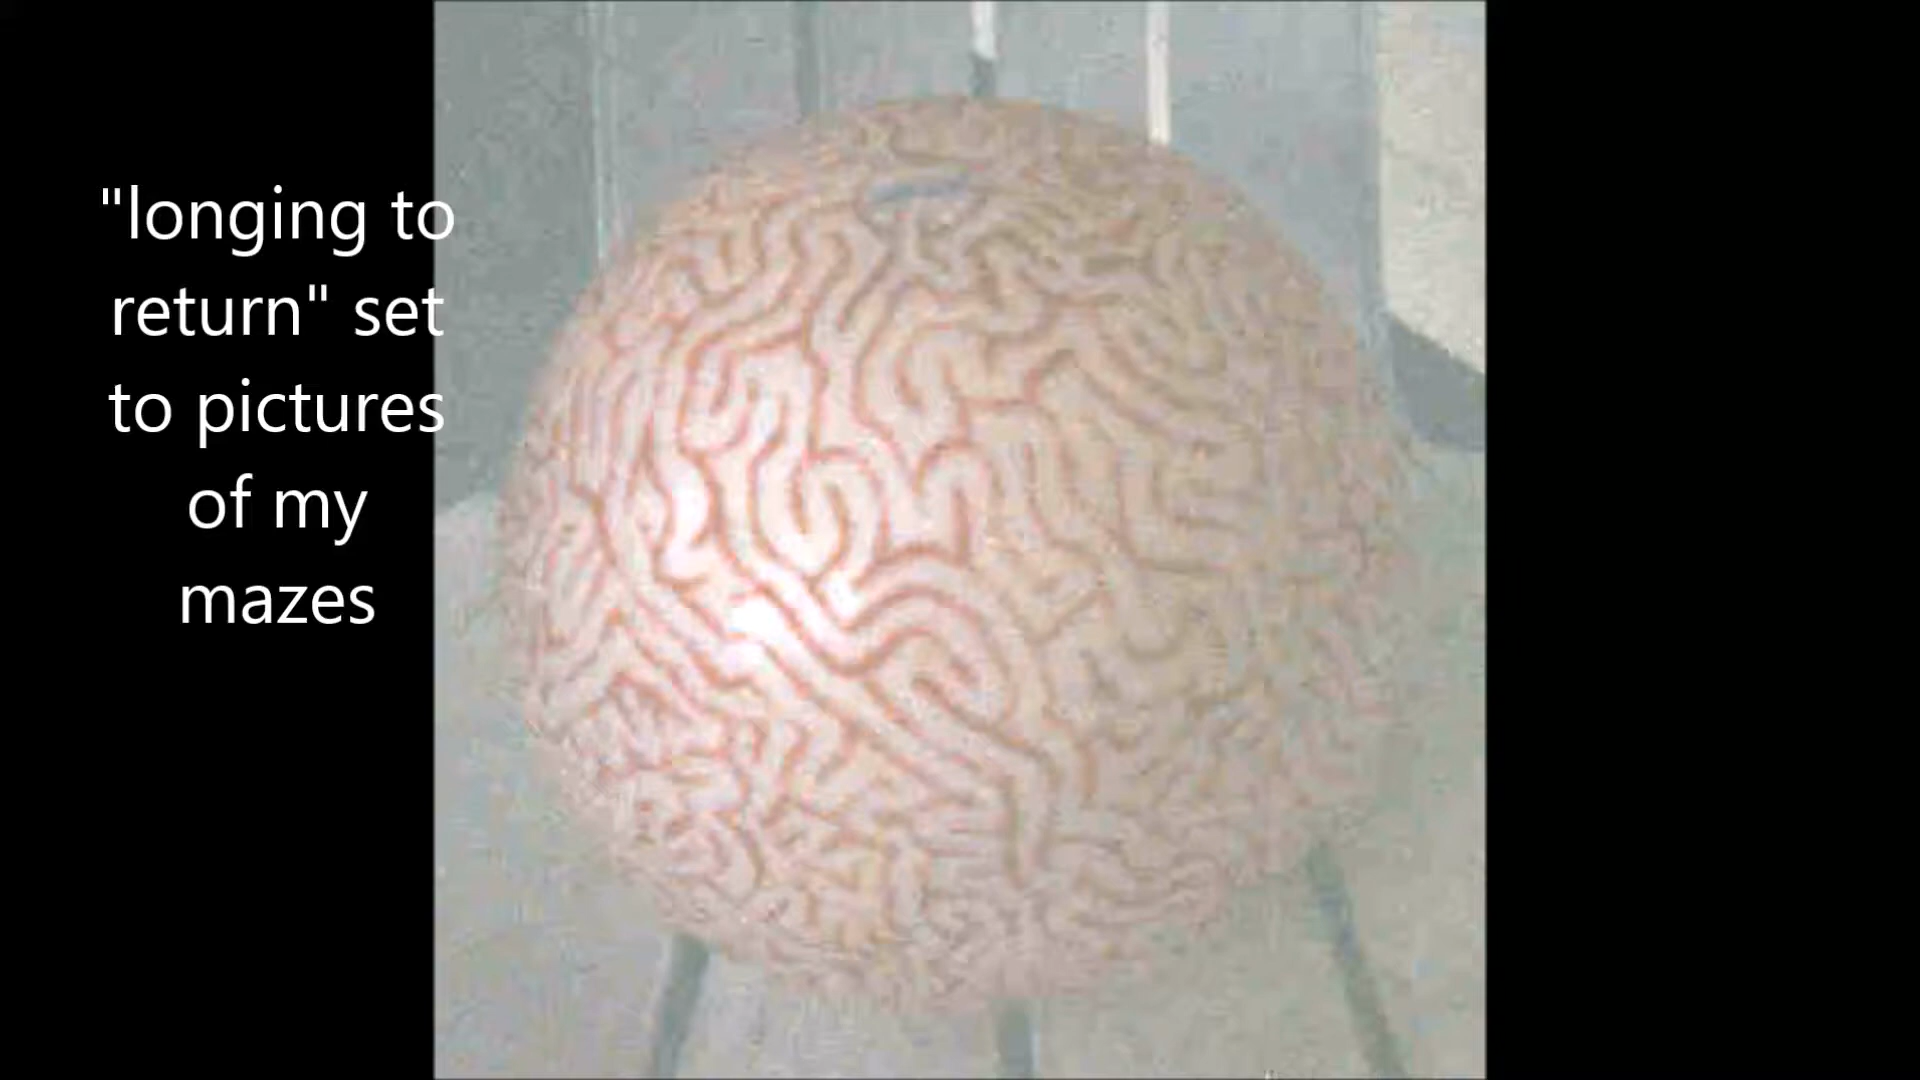 "longing to
return" set
to pictures
of my
mazes